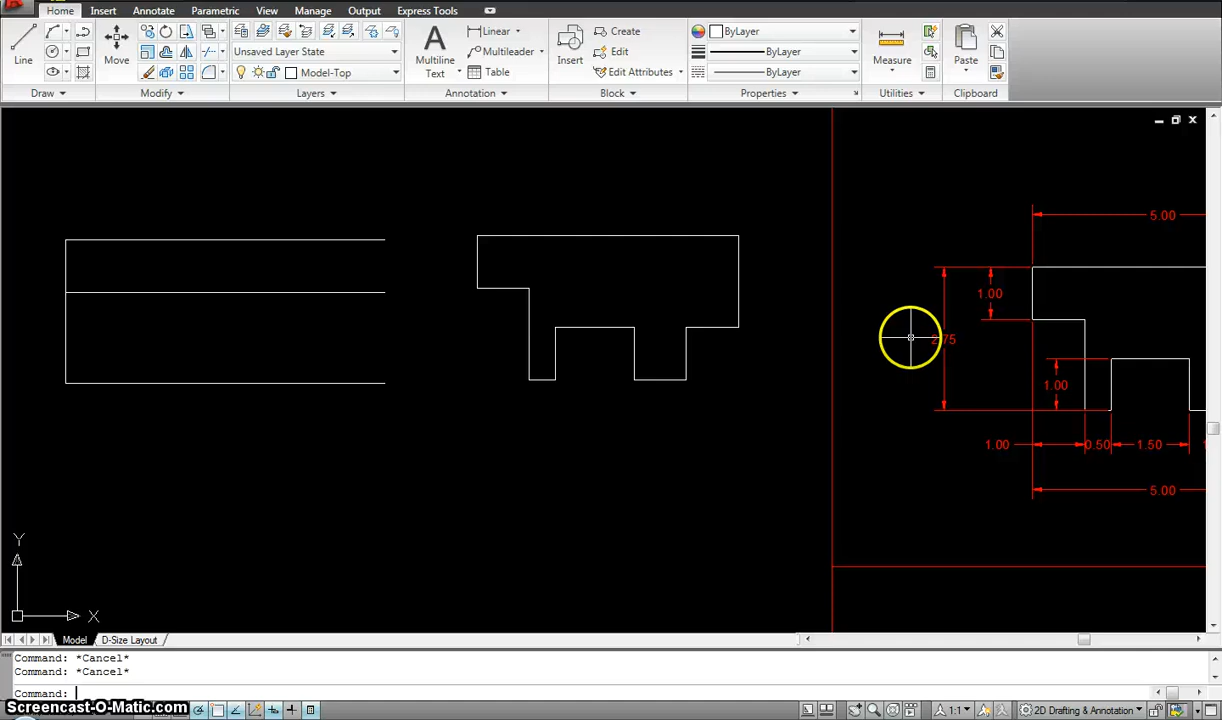 Home Insert Annotate Parametric View Manage Output Express Tools
Line
Move
Unsaved Layer State
Model-Top
Multiline
Text
Linear
Multileader
Table
Insert
Create
Edit
Edit Attributes
ByLayer
ByLayer
ByLayer
Measure
Paste
Draw Modify Layers Annotation Block Properties Utilities Clipboard
5.00
1.00
2.75
1.00
1.00 0.50 1.50
5.00
Y
X
Model D-Size Layout
Command: *Cancel*
Command: *Cancel*
Command:
Screencast-O-Matic.com
1:1
2D Drafting & Annotation